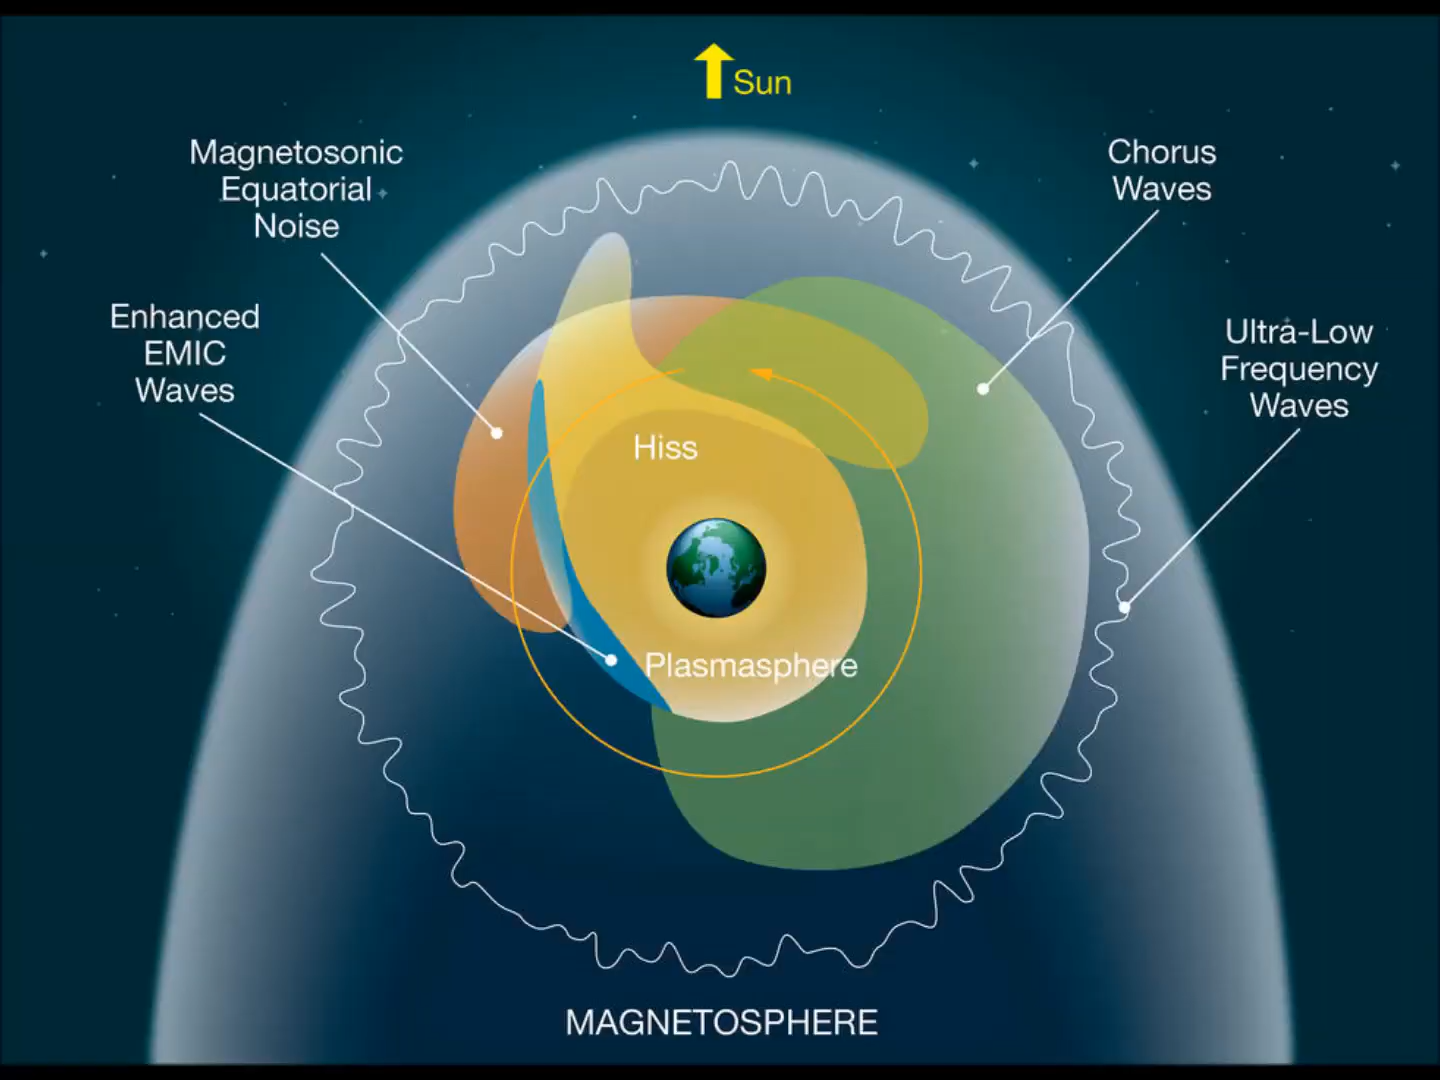 Sun
Magnetosonic
Equatorial
Noise
Chorus
Waves
Enhanced
EMIC
Waves
Ultra-Low
Frequency
Waves
Hiss
Plasmasphere
MAGNETOSPHERE